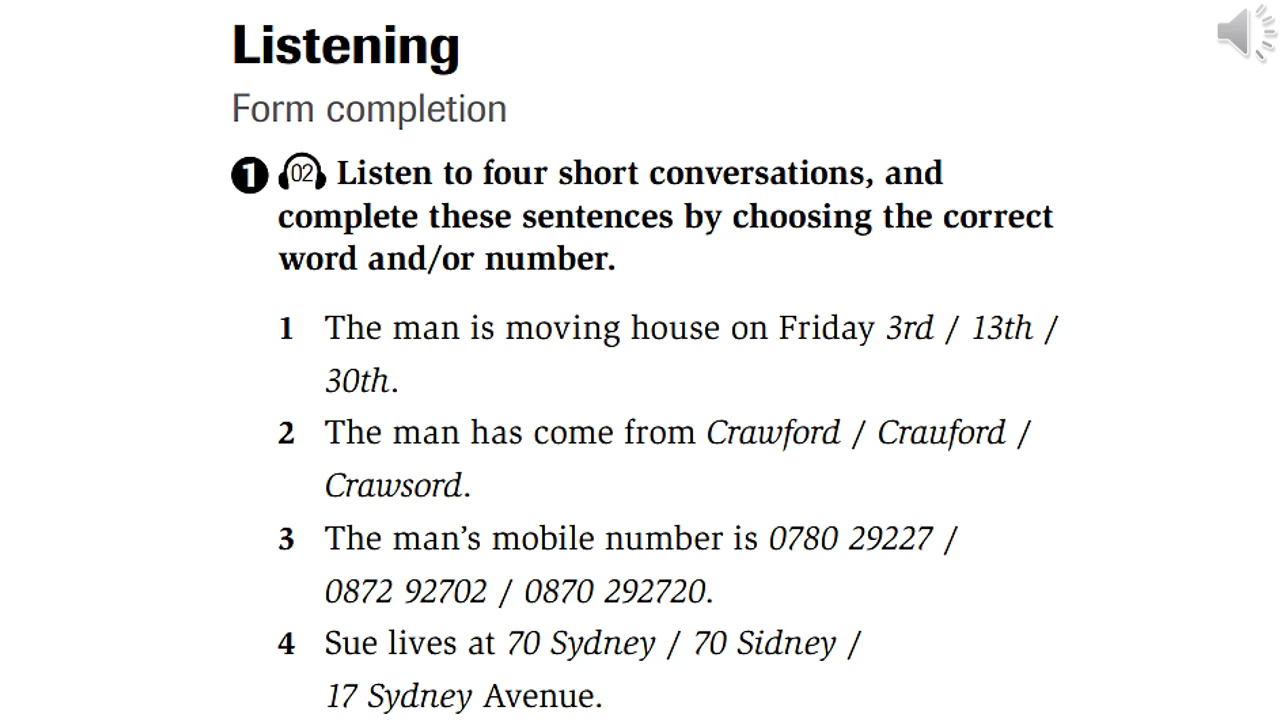 Listening
Form completion
1 02 Listen to four short conversations, and
complete these sentences by choosing the correct
word and/or number.
1 The man is moving house on Friday 3rd / 13th /
30th.
2 The man has come from Crawford / Crauford /
Crawsord.
3 The man’s mobile number is 0780 29227 /
0872 92702 / 0870 292720.
4 Sue lives at 70 Sydney / 70 Sidney /
17 Sydney Avenue.